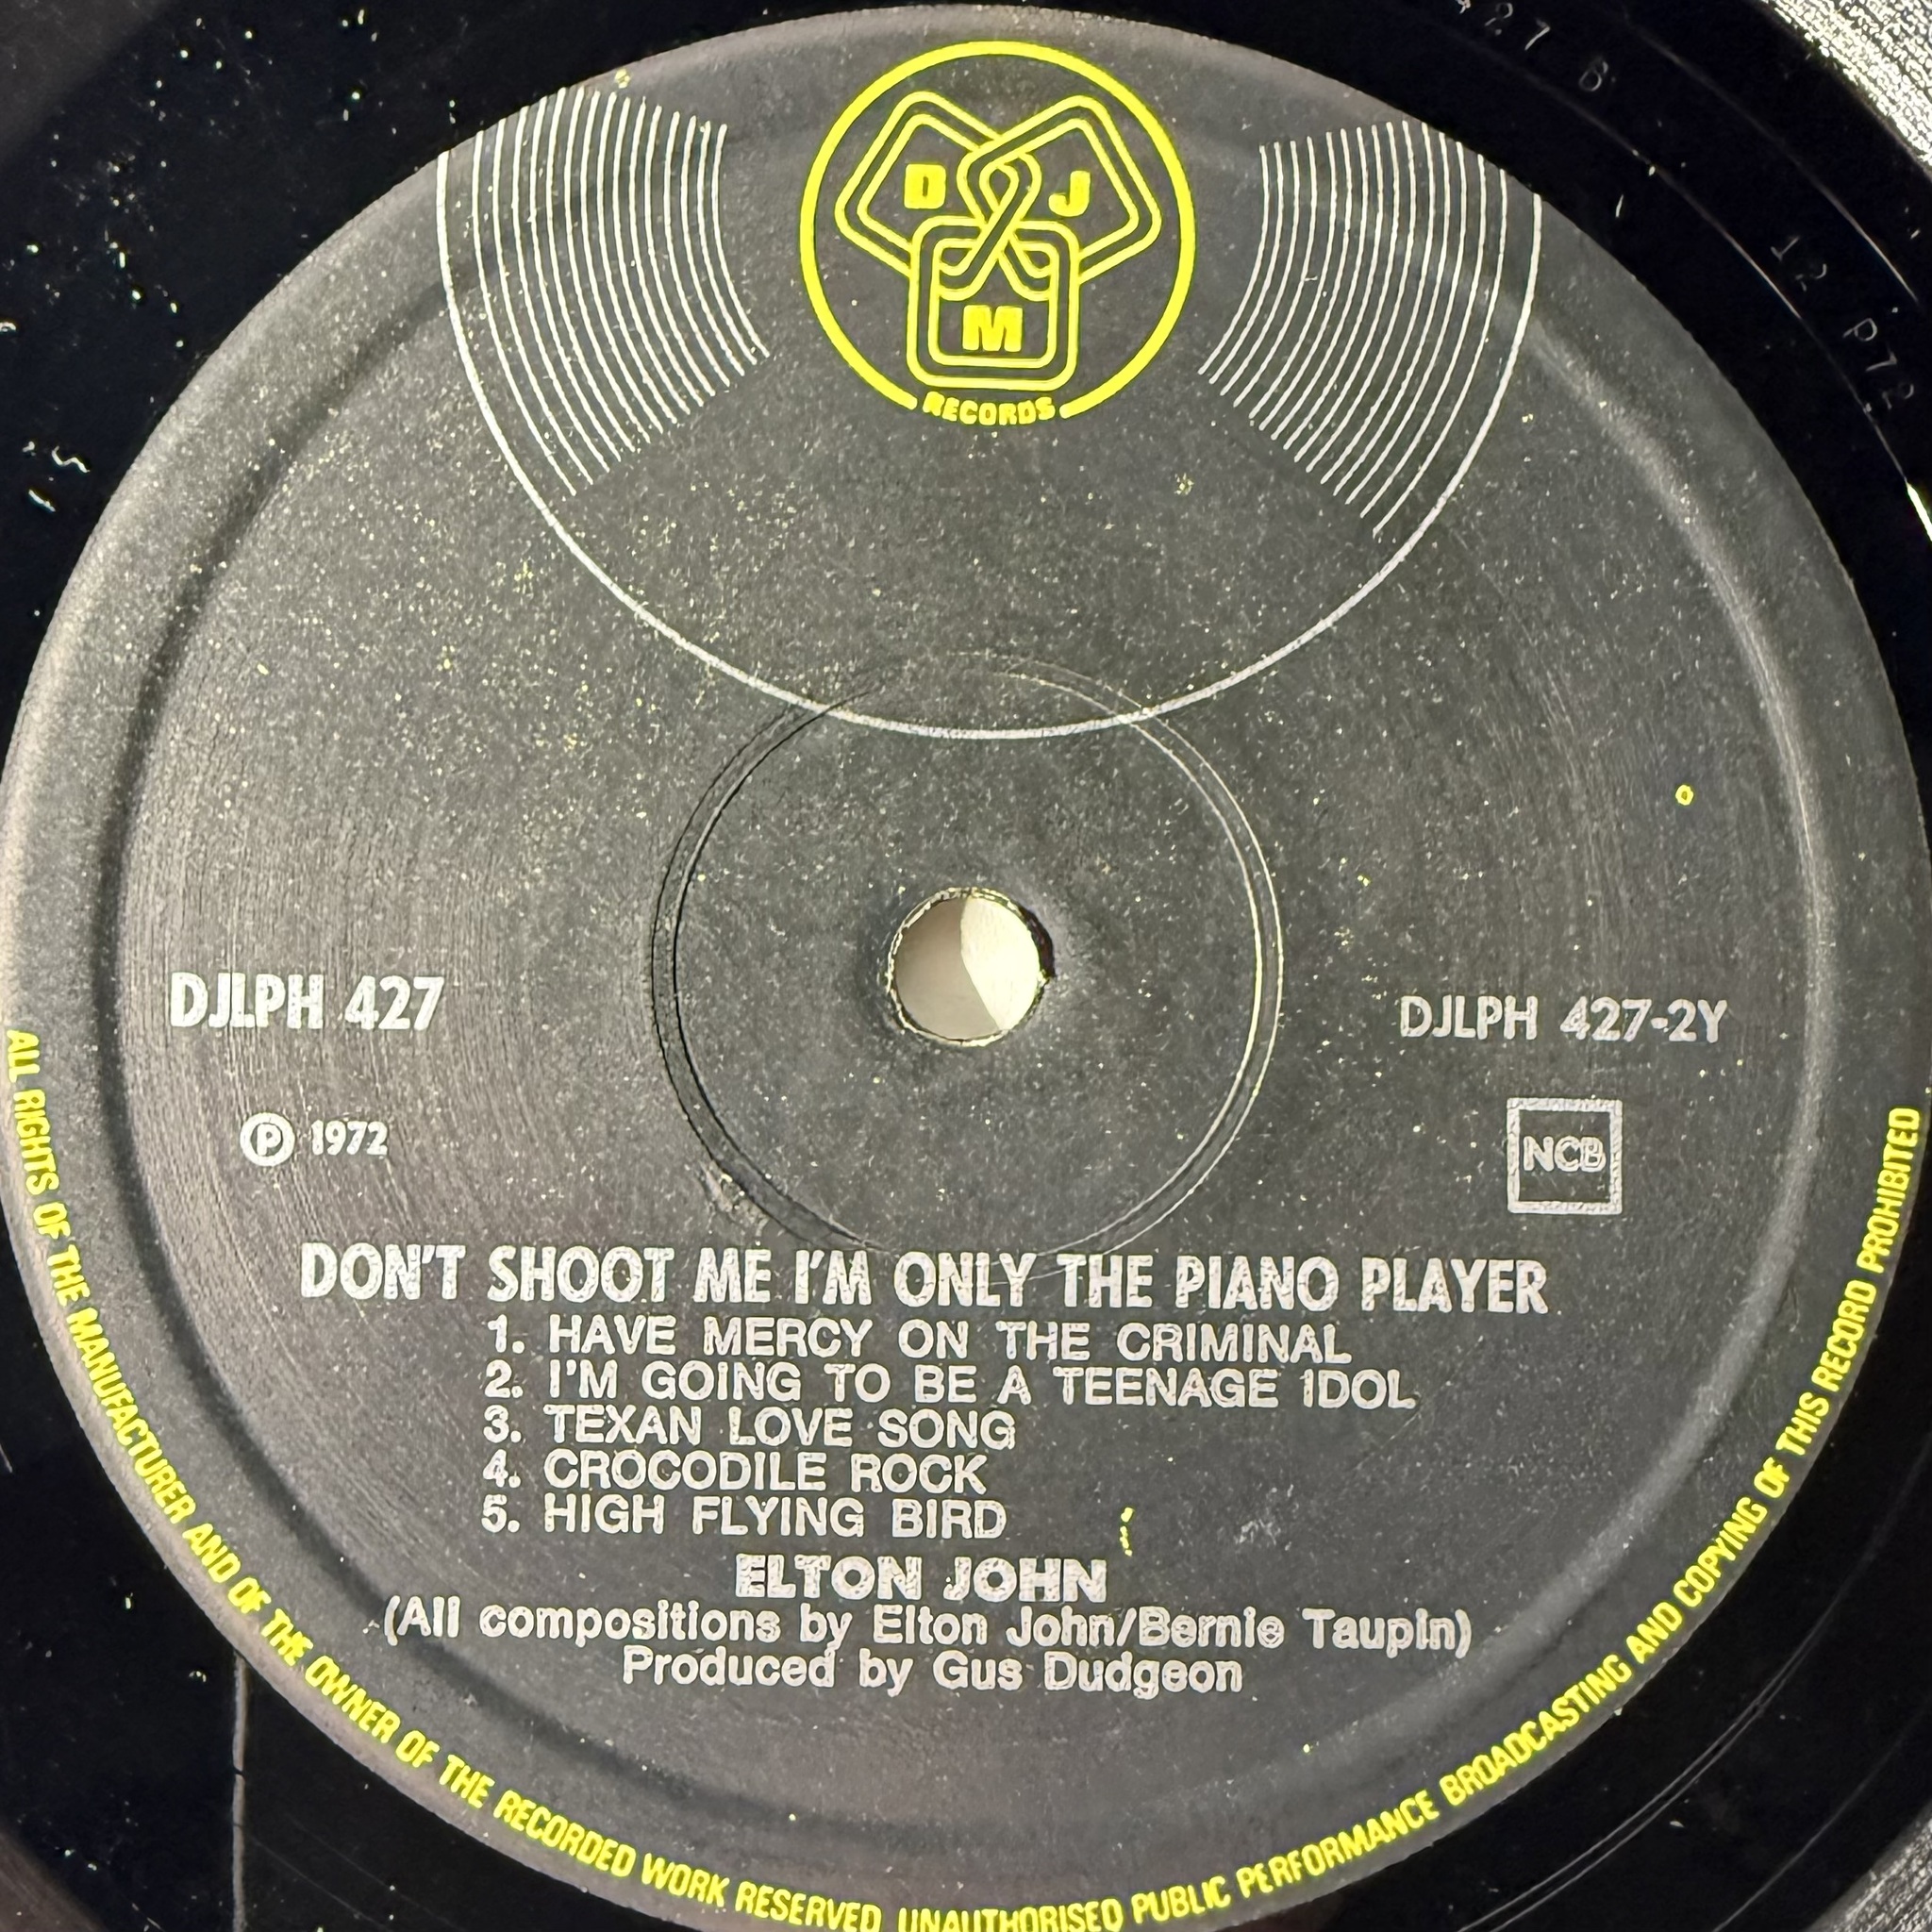 D J
M
RECORDS
DJLPH 427
DJLPH 427-2Y
Ⓟ 1972
NCB
DON'T SHOOT ME I'M ONLY THE PIANO PLAYER
1. HAVE MERCY ON THE CRIMINAL
2. I'M GOING TO BE A TEENAGE IDOL
3. TEXAN LOVE SONG
4. CROCODILE ROCK
5. HIGH FLYING BIRD
ELTON JOHN
(All compositions by Elton John/Bernie Taupin)
Produced by Gus Dudgeon
ALL RIGHTS OF THE MANUFACTURER AND OF THE OWNER OF THE RECORDED WORK RESERVED UNAUTHORISED PUBLIC PERFORMANCE BROADCASTING AND COPYING OF THIS RECORD PROHIBITED
27 B
12 P72